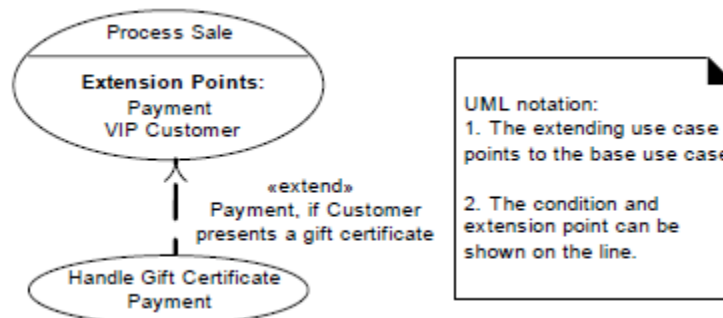 Process Sale
Extension Points:
Payment
VIP Customer
«extend»
Payment, if Customer
presents a gift certificate
Handle Gift Certificate
Payment
UML notation:
1. The extending use case
points to the base use case
2. The condition and
extension point can be
shown on the line.